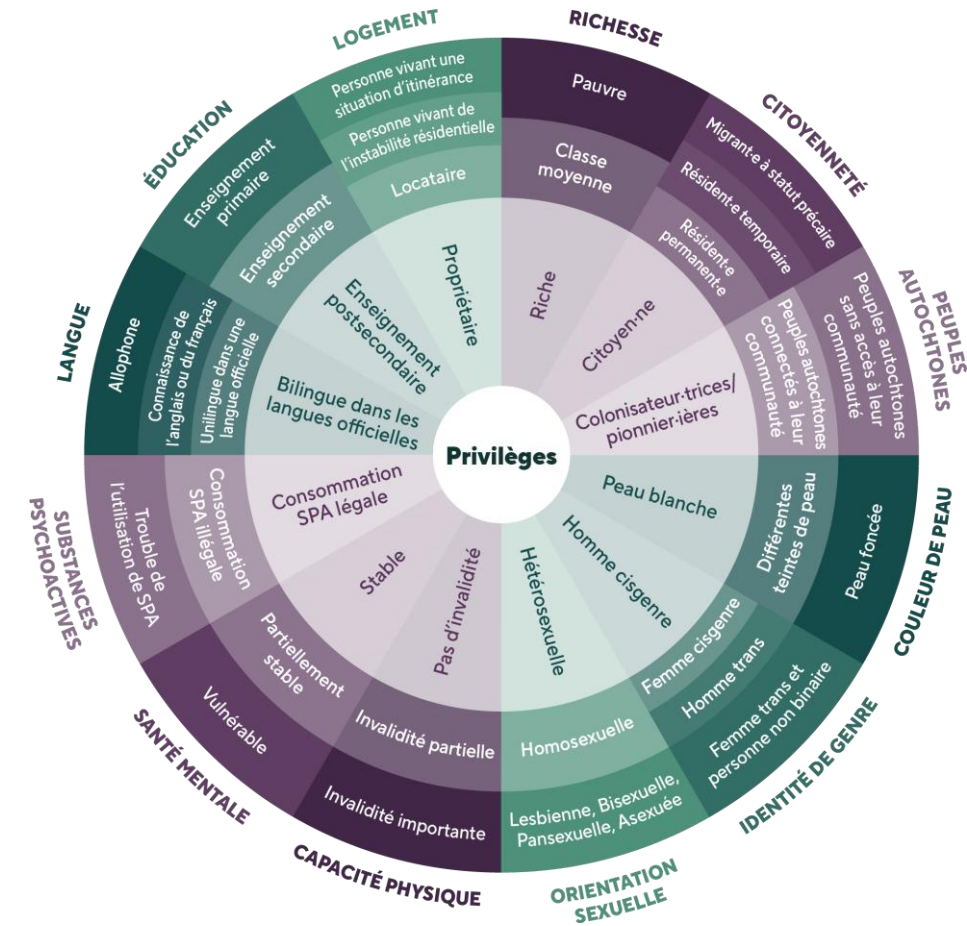 RICHESSE
Pauvre
Classe
moyenne
Riche
CITOYENNETÉ
Migrant·e à statut précaire
Résident·e temporaire
Résident·e
permanent·e
Citoyen·ne
PEUPLES
AUTOCHTONES
Peuples autochtones
sans accès à leur
communauté
Peuples autochtones
connectés à leur
communauté
Colonisateur·trices/
pionnier·ières
COULEUR DE PEAU
Peau foncée
Différentes
teintes de peau
Peau blanche
IDENTITÉ DE GENRE
Femme trans et
personne non binaire
Homme trans
Femme cisgenre
Homme cisgenre
ORIENTATION
SEXUELLE
Lesbienne, Bisexuelle,
Pansexuelle, Asexuée
Homosexuelle
Hétérosexuelle
CAPACITÉ PHYSIQUE
Invalidité importante
Invalidité partielle
Pas d'invalidité
SANTÉ MENTALE
Vulnérable
Partiellement
stable
Stable
SUBSTANCES
PSYCHOACTIVES
Trouble de
l'utilisation de SPA
Consommation
SPA illégale
Consommation
SPA légale
LANGUE
Allophone
Connaissance de
l'anglais ou du français
Unilingue dans une
langue officielle
Bilingue dans les
langues officielles
ÉDUCATION
Enseignement
primaire
Enseignement
secondaire
Enseignement
postsecondaire
LOGEMENT
Personne vivant une
situation d'itinérance
Personne vivant de
l'instabilité résidentielle
Locataire
Propriétaire
Privilèges